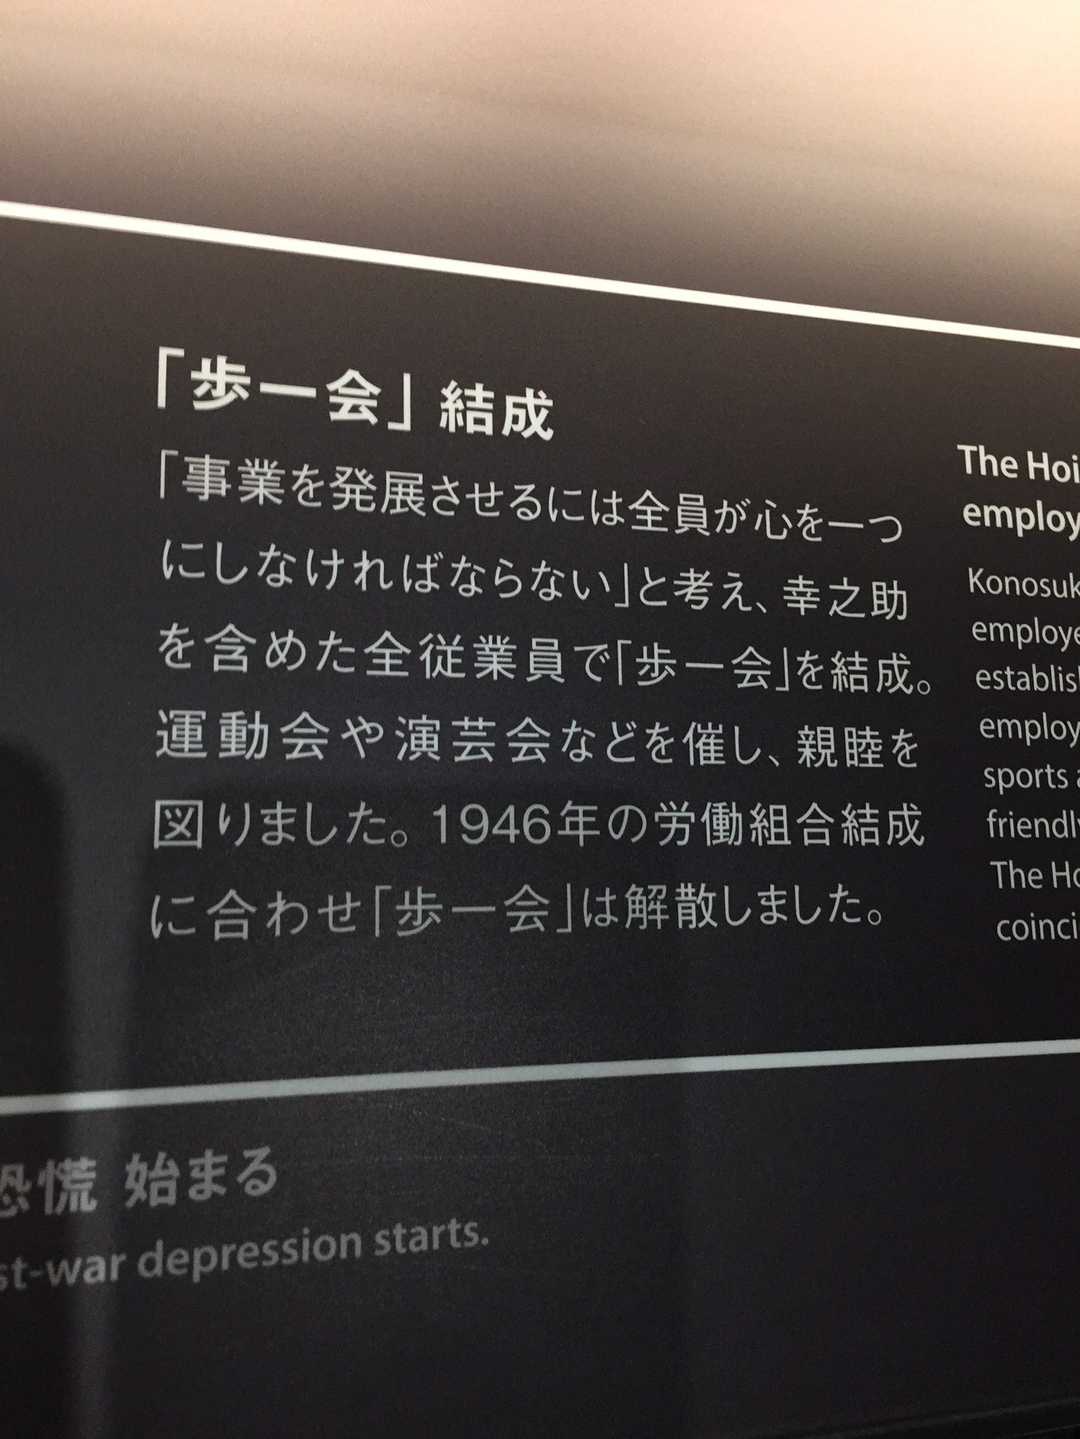 「歩一会」結成
「事業を発展させるには全員が心を一つ
にしなければならない」と考え、幸之助
を含めた全従業員で「歩一会」を結成。
運動会や演芸会などを催し、親睦を
図りました。1946年の労働組合結成
に合わせ「歩一会」は解散しました。
The Hoi
employ
Konosuk
employe
establis
employ
sports a
friendly
The Ho
coinci
恐慌 始まる
st-war depression starts.